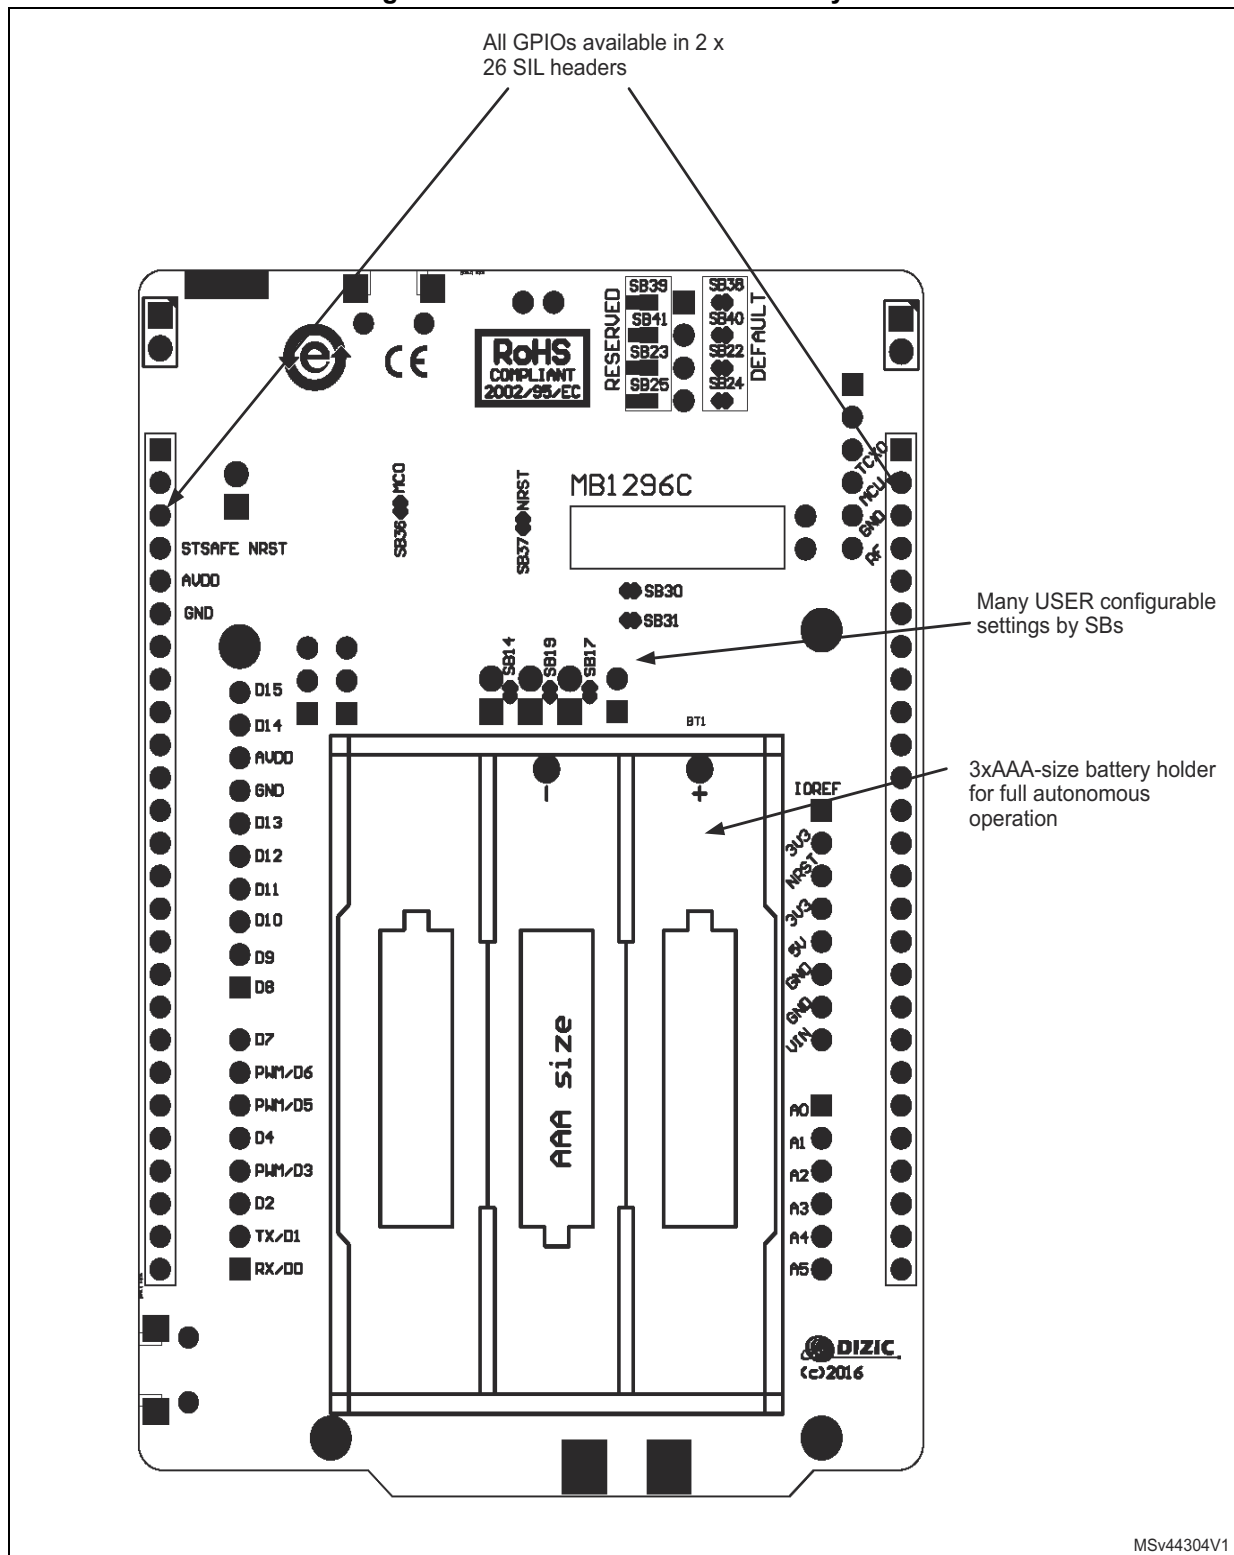 All GPIOs available in 2 x
26 SIL headers
SB39
SB38
SB41
SB40
SB23
SB22
SB25
SB24
RESERVED
DEFAULT
e
CE
RoHS
COMPLIANT
2002/95/EC
TCXO
MCU
GND
RF
SB36
MCO
SB37
NRST
MB1296C
STSAFE NRST
AVDD
GND
SB30
SB31
Many USER configurable
settings by SBs
SB14
SB19
SB17
BT1
3xAAA-size battery holder
for full autonomous
operation
-
+
D15
D14
AVDD
GND
D13
D12
D11
D10
D9
D8
D7
PWM/D6
PWM/D5
D4
PWM/D3
D2
TX/D1
RX/D0
AAA size
IOREF
3V3
NRST
3V3
5V
GND
GND
VIN
A0
A1
A2
A3
A4
A5
DIZIC
(c)2016
MSv44304V1